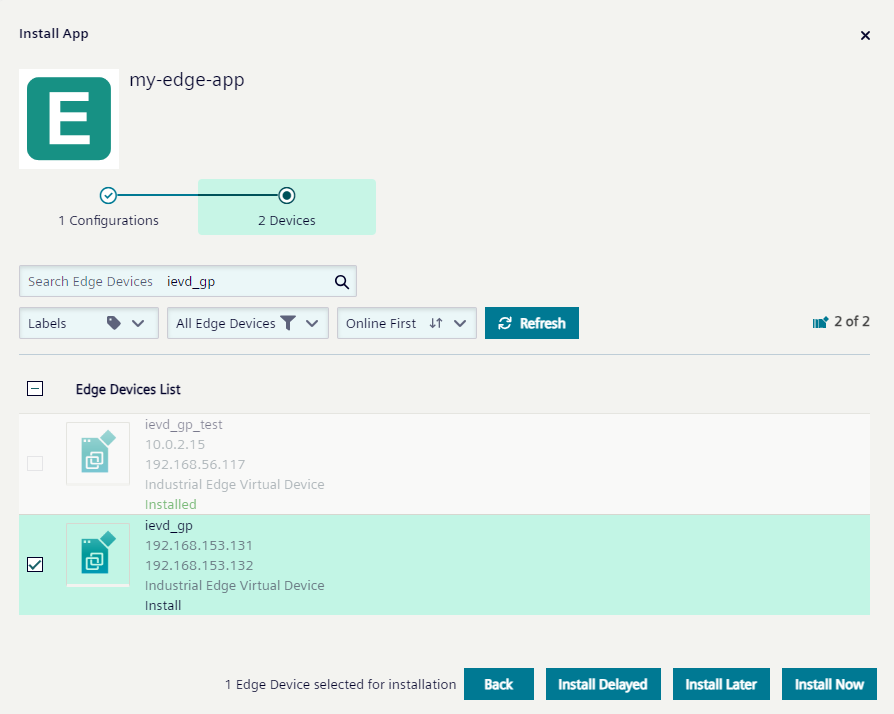 Install App
E
my-edge-app
1 Configurations
2 Devices
Search Edge Devices ievd_gp
Labels
All Edge Devices
Online First
Refresh
2 of 2
Edge Devices List
ievd_gp_test
10.0.2.15
192.168.56.117
Industrial Edge Virtual Device
Installed
ievd_gp
192.168.153.131
192.168.153.132
Industrial Edge Virtual Device
Install
1 Edge Device selected for installation
Back
Install Delayed
Install Later
Install Now